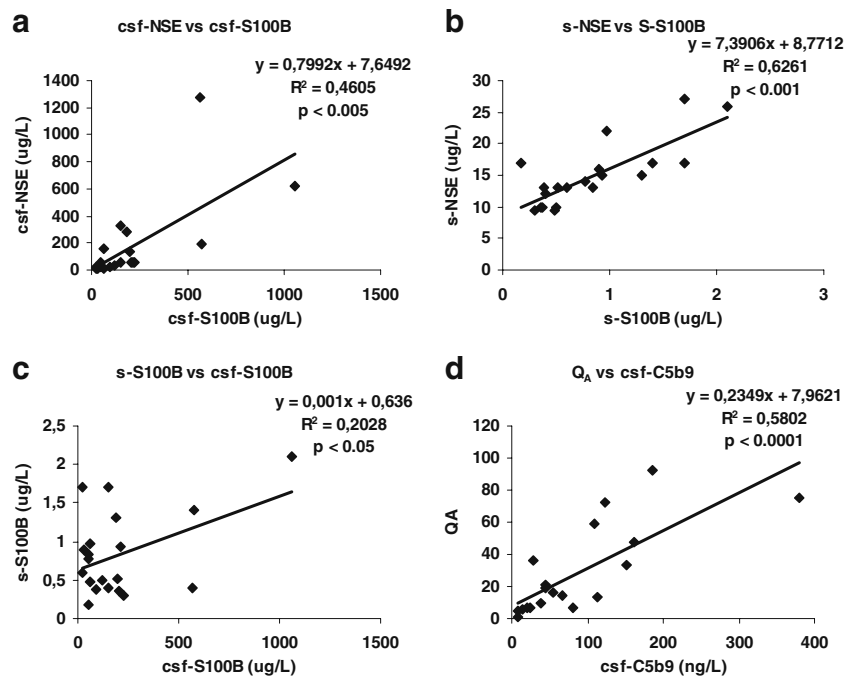 a
csf-NSE vs csf-S100B
y = 0,7992x + 7,6492
R² = 0,4605
p < 0.005
1400
1200
1000
800
600
400
200
0
csf-NSE (ug/L)
0 500 1000 1500
csf-S100B (ug/L)
b
s-NSE vs S-S100B
y = 7,3906x + 8,7712
R² = 0,6261
p < 0.001
30
25
20
15
10
5
0
s-NSE (ug/L)
0 1 2 3
s-S100B (ug/L)
c
s-S100B vs csf-S100B
y = 0,001x + 0,636
R² = 0,2028
p < 0.05
2,5
2
1,5
1
0,5
0
s-S100B (ug/L)
0 500 1000 1500
csf-S100B (ug/L)
d
Q_A vs csf-C5b9
y = 0,2349x + 7,9621
R² = 0,5802
p < 0.0001
120
100
80
60
40
20
0
QA
0 100 200 300 400
csf-C5b9 (ng/L)